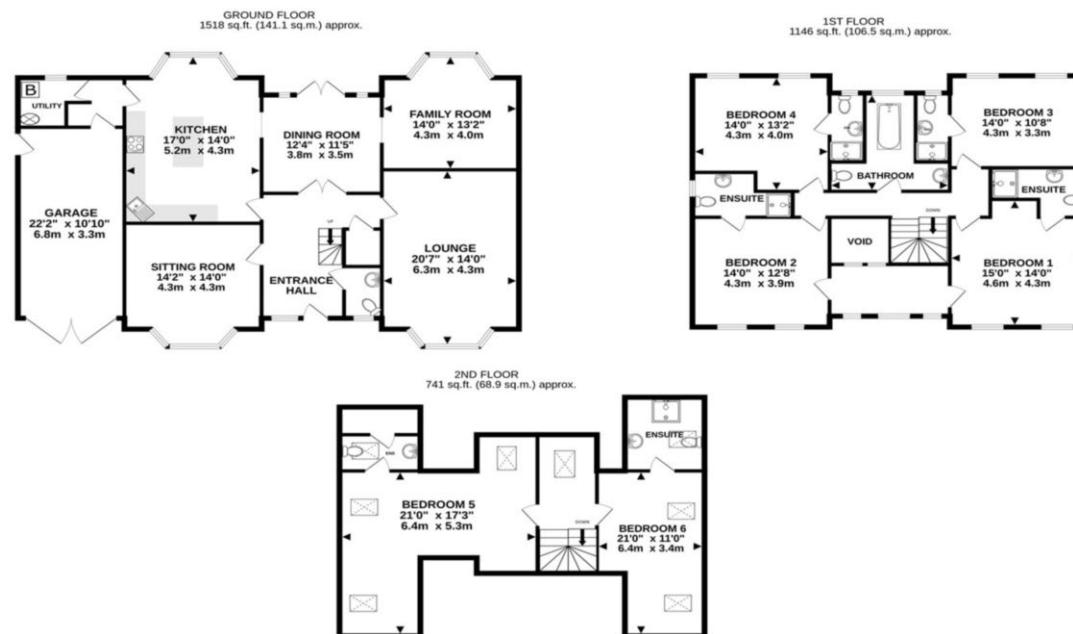 GROUND FLOOR
1518 sq.ft. (141.1 sq.m.) approx.
B
UTILITY
KITCHEN
17'0" x 14'0"
5.2m x 4.3m
DINING ROOM
12'4" x 11'5"
3.8m x 3.5m
FAMILY ROOM
14'0" x 13'2"
4.3m x 4.0m
GARAGE
22'2" x 10'10"
6.8m x 3.3m
SITTING ROOM
14'2" x 14'0"
4.3m x 4.3m
UP
ENTRANCE
HALL
LOUNGE
20'7" x 14'0"
6.3m x 4.3m
1ST FLOOR
1146 sq.ft. (106.5 sq.m.) approx.
BEDROOM 4
14'0" x 13'2"
4.3m x 4.0m
BATHROOM
BEDROOM 3
14'0" x 10'8"
4.3m x 3.3m
ENSUITE
ENSUITE
DOWN
VOID
BEDROOM 2
14'0" x 12'8"
4.3m x 3.9m
BEDROOM 1
15'0" x 14'0"
4.6m x 4.3m
2ND FLOOR
741 sq.ft. (68.9 sq.m.) approx.
ENSUITE
BEDROOM 5
21'0" x 17'3"
6.4m x 5.3m
DOWN
BEDROOM 6
21'0" x 11'0"
6.4m x 3.4m